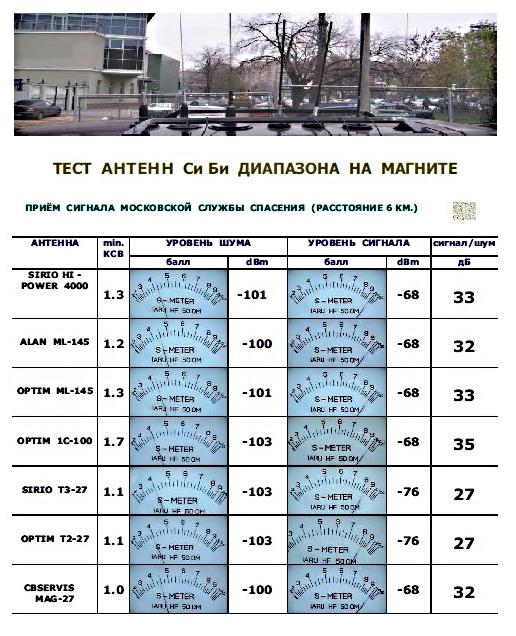 ТЕСТ АНТЕНН Си Би ДИАПАЗОНА НА МАГНИТЕ
ПРИЁМ СИГНАЛА МОСКОВСКОЙ СЛУЖБЫ СПАСЕНИЯ (РАССТОЯНИЕ 6 КМ.)
АНТЕННА min. КСВ УРОВЕНЬ ШУМА УРОВЕНЬ СИГНАЛА сигнал/шум
балл dBm балл dBm дБ
SIRIO HI - POWER 4000 1.3 S-METER IARU HF 50 OM -101 S-METER IARU HF 50 OM -68 33
ALAN ML-145 1.2 S-METER IARU HF 50 OM -100 S-METER IARU HF 50 OM -68 32
OPTIM ML-145 1.3 S-METER IARU HF 50 OM -101 S-METER IARU HF 50 OM -68 33
OPTIM 1C-100 1.7 S-METER IARU HF 50 OM -103 S-METER IARU HF 50 OM -68 35
SIRIO T3-27 1.1 S-METER IARU HF 50 OM -103 S-METER IARU HF 50 OM -76 27
OPTIM T2-27 1.1 S-METER IARU HF 50 OM -103 S-METER IARU HF 50 OM -76 27
CBSERVIS MAG-27 1.0 S-METER IARU HF 50 OM -100 S-METER IARU HF 50 OM -68 32